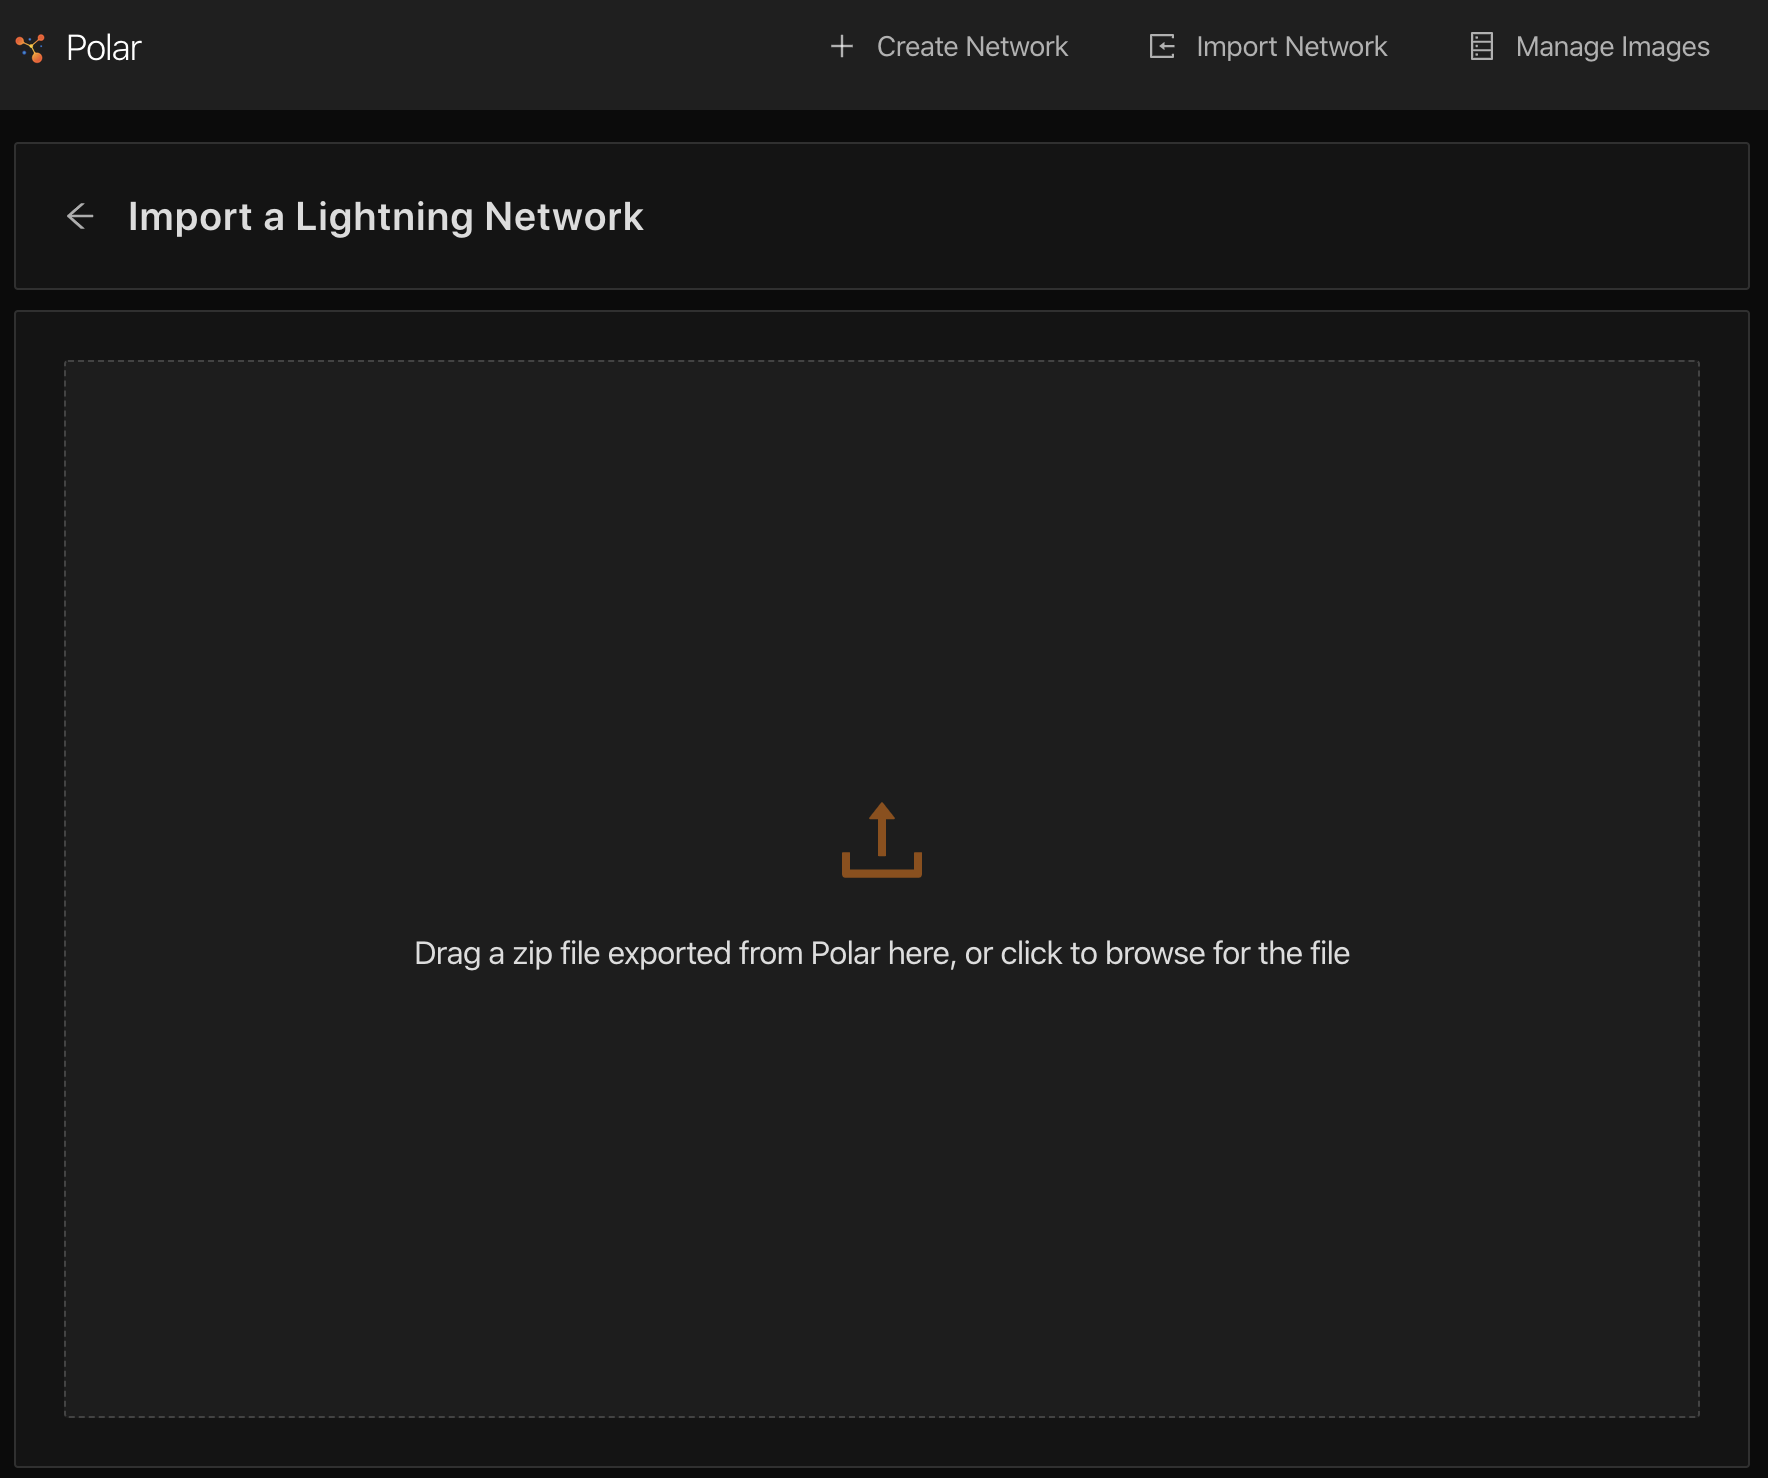 Polar
Create Network
Import Network
Manage Images
Import a Lightning Network
Drag a zip file exported from Polar here, or click to browse for the file